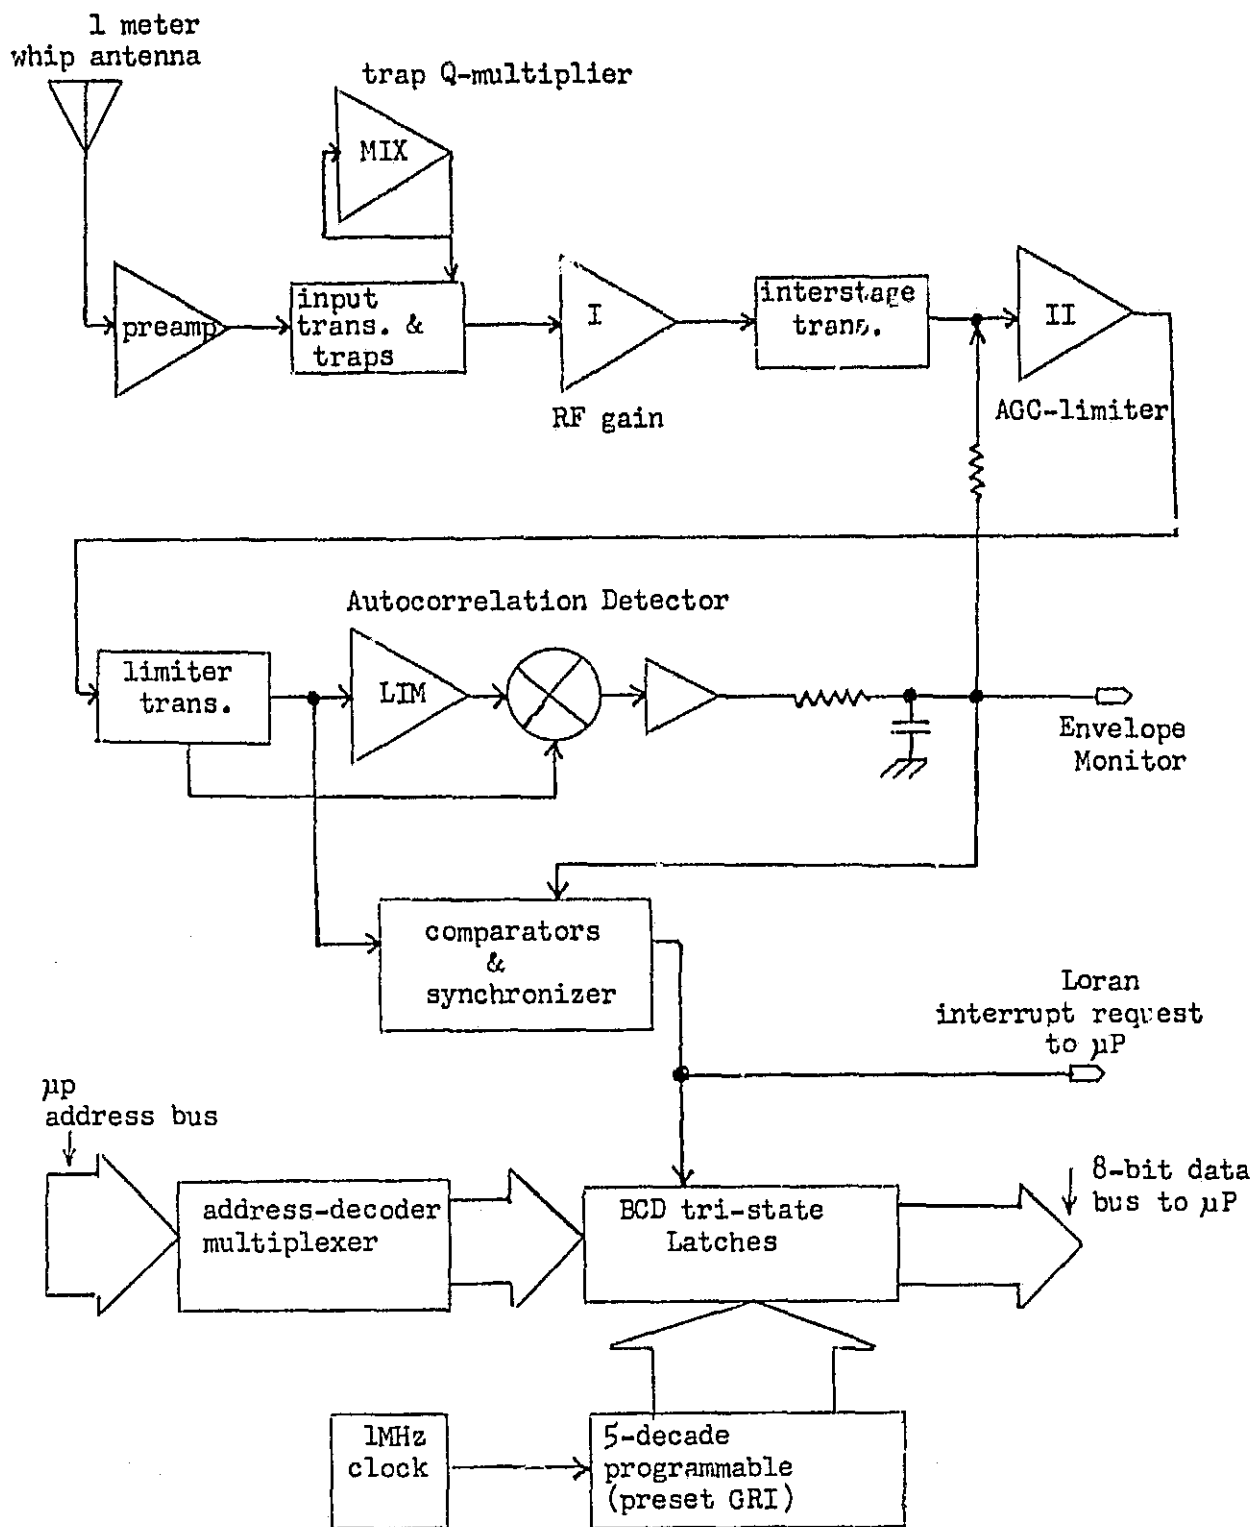 1 meter
whip antenna
trap Q-multiplier
MIX
preamp
input
trans. &
traps
I
RF gain
interstage
trans.
II
AGC-limiter
Autocorrelation Detector
limiter
trans.
LIM
Envelope
Monitor
comparators
&
synchronizer
Loran
interrupt request
to µP
µp
address bus
address-decoder
multiplexer
BCD tri-state
Latches
8-bit data
bus to µP
1MHz
clock
5-decade
programmable
(preset GRI)